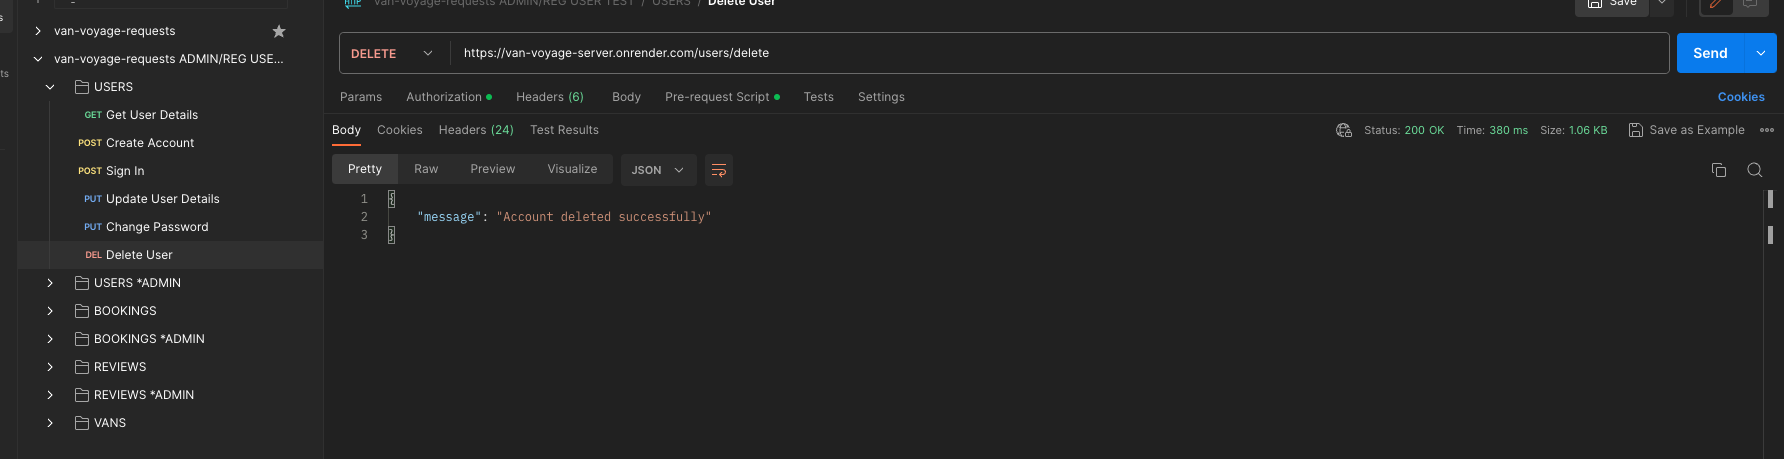 van-voyage-requests ADMIN/REG USER TEST / USERS / Delete User
Save
van-voyage-requests
van-voyage-requests ADMIN/REG USE...
USERS
GET Get User Details
POST Create Account
POST Sign In
PUT Update User Details
PUT Change Password
DEL Delete User
USERS *ADMIN
BOOKINGS
BOOKINGS *ADMIN
REVIEWS
REVIEWS *ADMIN
VANS
DELETE https://van-voyage-server.onrender.com/users/delete Send
Params Authorization Headers (6) Body Pre-request Script Tests Settings Cookies
Body Cookies Headers (24) Test Results Status: 200 OK Time: 380 ms Size: 1.06 KB Save as Example
Pretty Raw Preview Visualize JSON
1 {
2 "message": "Account deleted successfully"
3 }